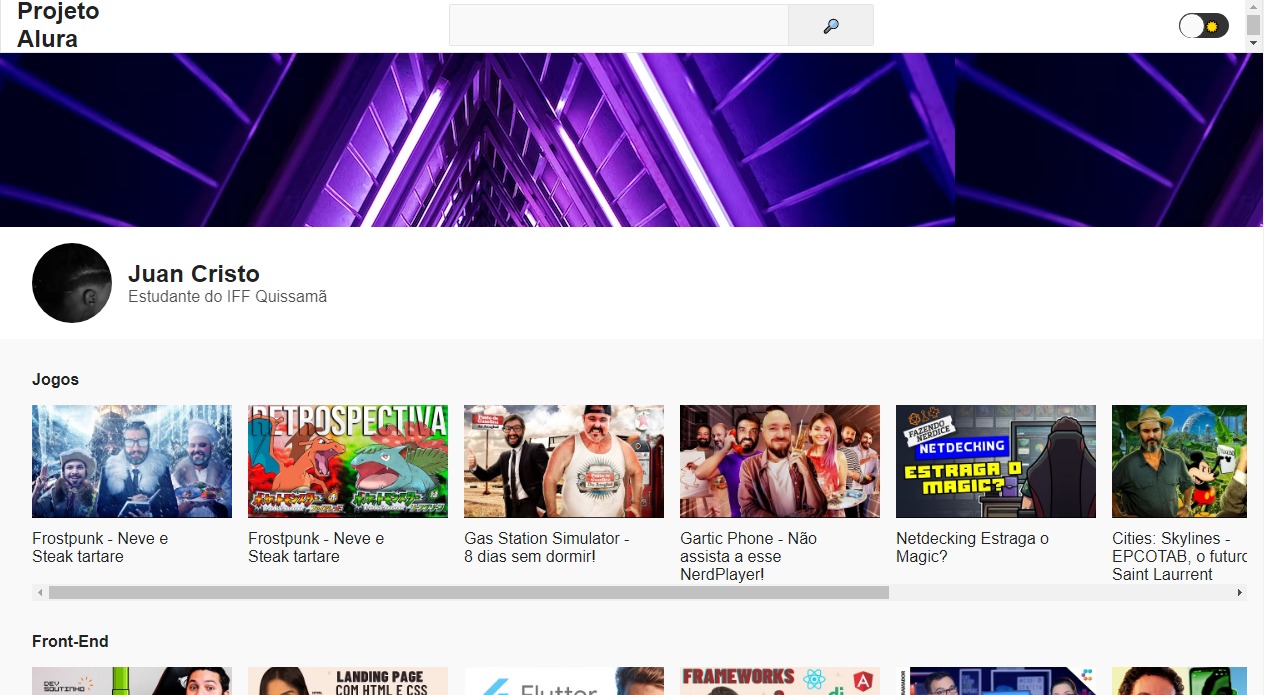 Projeto
Alura
Juan Cristo
Estudante do IFF Quissamã
Jogos
RETROSPECTIVA
FAZENDO
NERDICE
NETDECKING
ESTRAGA O
MAGIC?
Frostpunk - Neve e
Steak tartare
Frostpunk - Neve e
Steak tartare
Gas Station Simulator -
8 dias sem dormir!
Gartic Phone - Não
assista a esse
NerdPlayer!
Netdecking Estraga o
Magic?
Cities: Skylines -
EPCOTAB, o futuro
Saint Laurrent
Front-End
DEV
SOUTINHO
LANDING PAGE
COM HTML E CSS
Flutter
FRAMEWORKS